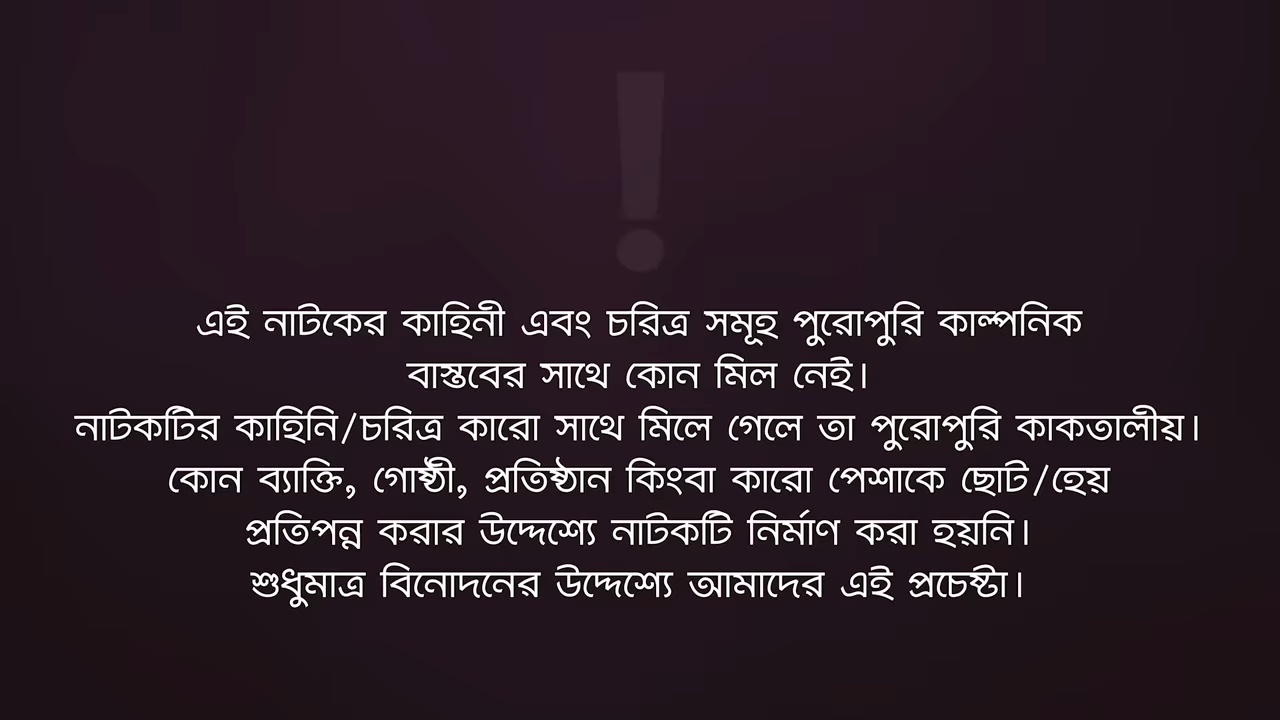 এই নাটকের কাহিনী এবং চরিত্র সমূহ পুরোপুরি কাল্পনিক
বাস্তবের সাথে কোন মিল নেই।
নাটকটির কাহিনি/চরিত্র কারো সাথে মিলে গেলে তা পুরোপুরি কাকতালীয়।
কোন ব্যাক্তি, গোষ্ঠী, প্রতিষ্ঠান কিংবা কারো পেশাকে ছোট/হেয়
প্রতিপন্ন করার উদ্দেশ্যে নাটকটি নির্মাণ করা হয়নি।
শুধুমাত্র বিনোদনের উদ্দেশ্যে আমাদের এই প্রচেষ্টা।